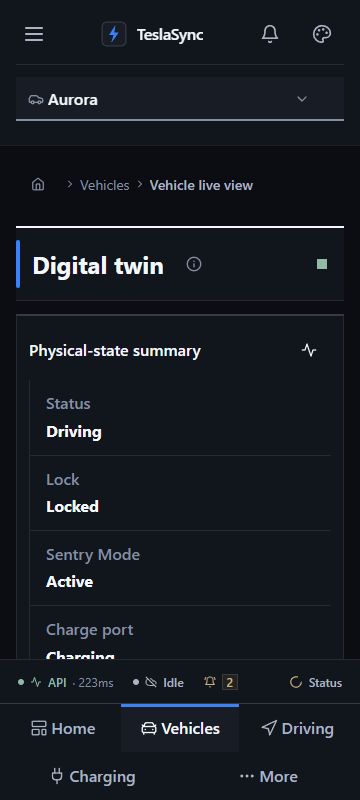 TeslaSync
Aurora
Vehicles > Vehicle live view
Digital twin
Physical-state summary
Status
Driving
Lock
Locked
Sentry Mode
Active
Charge port
Charging
API · 223ms Idle 2 Status
Home Vehicles Driving
Charging More